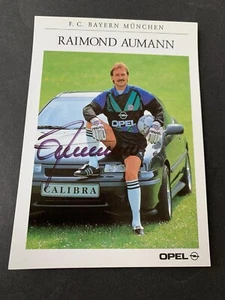 F. C. BAYERN MÜNCHEN
RAIMOND AUMANN
OPEL
CALIBRA
OPEL